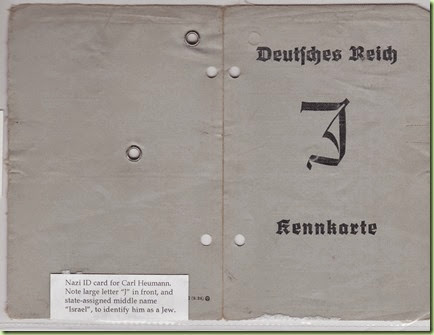 Deutsches Reich
J
Kennkarte
Nazi ID card for Carl Heumann.
Note large letter "J" in front, and
state-assigned middle name
"Israel", to identify him as a Jew.